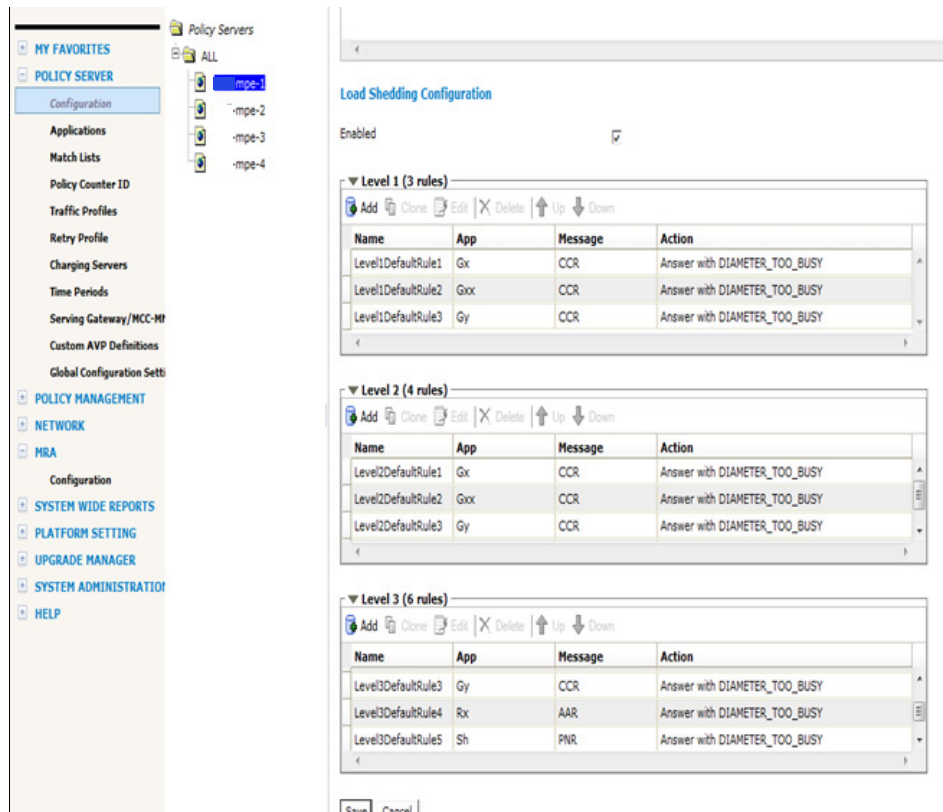 MY FAVORITES
POLICY SERVER
Configuration
Applications
Match Lists
Policy Counter ID
Traffic Profiles
Retry Profile
Charging Servers
Time Periods
Serving Gateway/MCC-MN
Custom AVP Definitions
Global Configuration Setti
POLICY MANAGEMENT
NETWORK
MRA
Configuration
SYSTEM WIDE REPORTS
PLATFORM SETTING
UPGRADE MANAGER
SYSTEM ADMINISTRATION
HELP
Policy Servers
ALL
mpe-1
-mpe-2
-mpe-3
-mpe-4
Load Shedding Configuration
Enabled
Level 1 (3 rules)
Add Clone Edit Delete Up Down
Name App Message Action
Level1DefaultRule1 Gx CCR Answer with DIAMETER_TOO_BUSY
Level1DefaultRule2 Gxx CCR Answer with DIAMETER_TOO_BUSY
Level1DefaultRule3 Gy CCR Answer with DIAMETER_TOO_BUSY
Level 2 (4 rules)
Add Clone Edit Delete Up Down
Name App Message Action
Level2DefaultRule1 Gx CCR Answer with DIAMETER_TOO_BUSY
Level2DefaultRule2 Gxx CCR Answer with DIAMETER_TOO_BUSY
Level2DefaultRule3 Gy CCR Answer with DIAMETER_TOO_BUSY
Level 3 (6 rules)
Add Clone Edit Delete Up Down
Name App Message Action
Level3DefaultRule3 Gy CCR Answer with DIAMETER_TOO_BUSY
Level3DefaultRule4 Rx AAR Answer with DIAMETER_TOO_BUSY
Level3DefaultRule5 Sh PNR Answer with DIAMETER_TOO_BUSY
Save Cancel